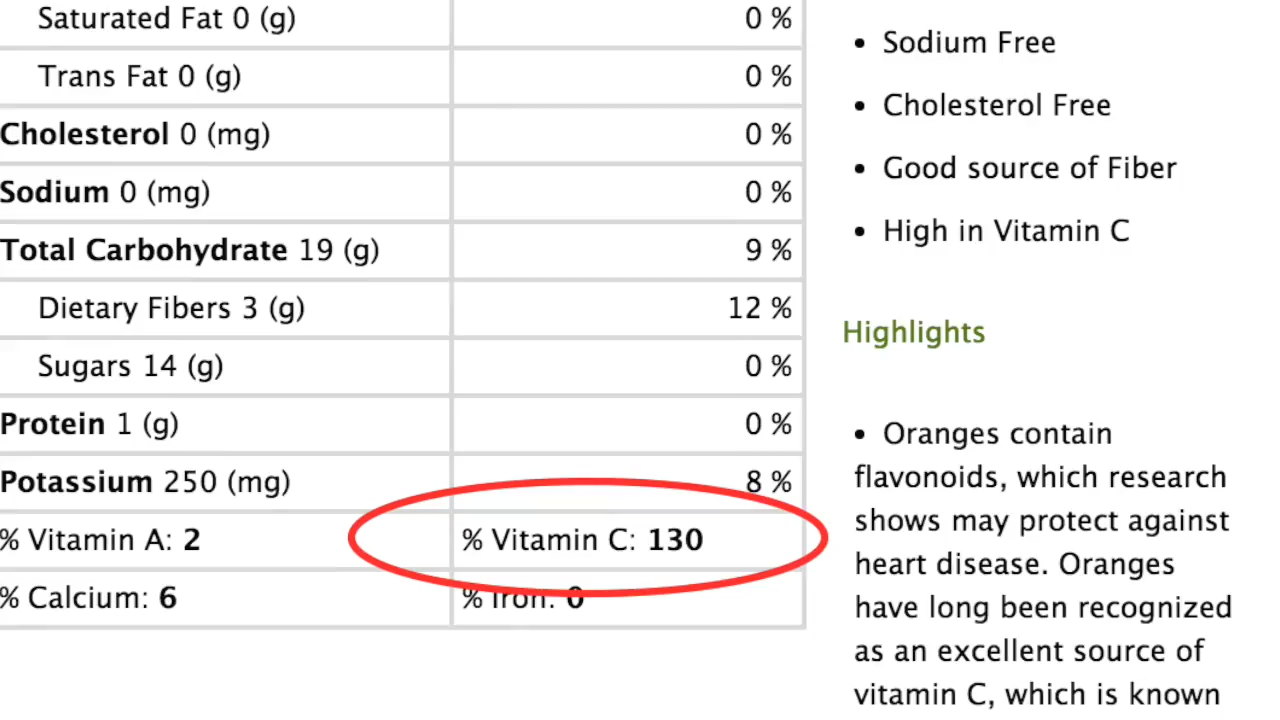 Saturated Fat 0 (g) 0 %
Trans Fat 0 (g) 0 %
Cholesterol 0 (mg) 0 %
Sodium 0 (mg) 0 %
Total Carbohydrate 19 (g) 9 %
Dietary Fibers 3 (g) 12 %
Sugars 14 (g) 0 %
Protein 1 (g) 0 %
Potassium 250 (mg) 8 %
% Vitamin A: 2 % Vitamin C: 130
% Calcium: 6 % Iron: 0
• Sodium Free
• Cholesterol Free
• Good source of Fiber
• High in Vitamin C
Highlights
• Oranges contain
flavonoids, which research
shows may protect against
heart disease. Oranges
have long been recognized
as an excellent source of
vitamin C, which is known